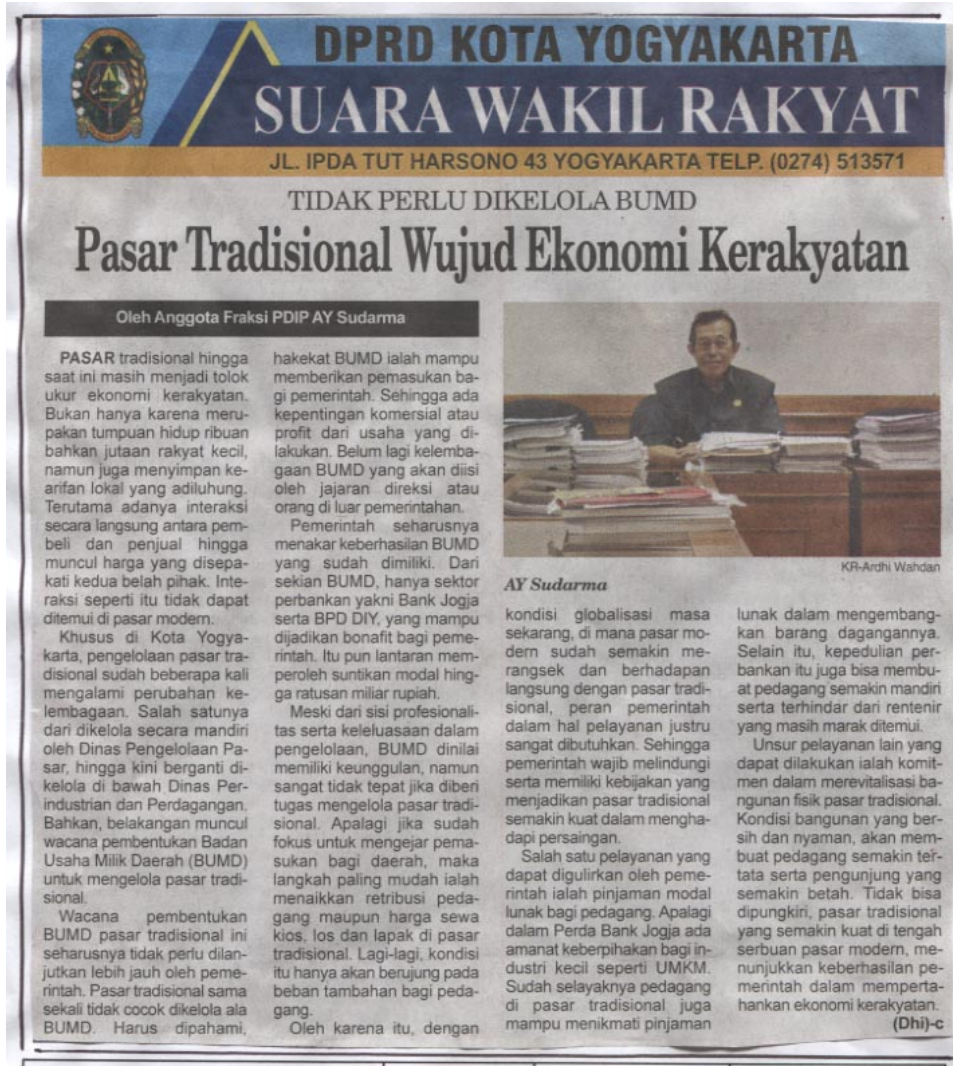 DPRD KOTA YOGYAKARTA
SUARA WAKIL RAKYAT
JL. IPDA TUT HARSONO 43 YOGYAKARTA TELP. (0274) 513571
TIDAK PERLU DIKELOLA BUMD
Pasar Tradisional Wujud Ekonomi Kerakyatan
Oleh Anggota Fraksi PDIP AY Sudarma
PASAR tradisional hingga
saat ini masih menjadi tolok
ukur ekonomi kerakyatan.
Bukan hanya karena meru-
pakan tumpuan hidup ribuan
bahkan jutaan rakyat kecil,
namun juga menyimpan ke-
arifan lokal yang adiluhung.
Terutama adanya interaksi
secara langsung antara pem-
beli dan penjual hingga
muncul harga yang disepa-
kati kedua belah pihak. Inte-
raksi seperti itu tidak dapat
ditemui di pasar modern.
Khusus di Kota Yogya-
karta, pengelolaan pasar tra-
disional sudah beberapa kali
mengalami perubahan ke-
lembagaan. Salah satunya
dari dikelola secara mandiri
oleh Dinas Pengelolaan Pa-
sar, hingga kini berganti di-
kelola di bawah Dinas Per-
industrian dan Perdagangan.
Bahkan, belakangan muncul
wacana pembentukan Badan
Usaha Milik Daerah (BUMD)
untuk mengelola pasar tradi-
sional.
Wacana pembentukan
BUMD pasar tradisional ini
seharusnya tidak perlu dilan-
jutkan lebih jauh oleh peme-
rintah. Pasar tradisional sama
sekali tidak cocok dikelola ala
BUMD. Harus dipahami,
hakekat BUMD ialah mampu
memberikan pemasukan ba-
gi pemerintah. Sehingga ada
kepentingan komersial atau
profit dari usaha yang di-
lakukan. Belum lagi kelemba-
gaan BUMD yang akan diisi
oleh jajaran direksi atau
orang di luar pemerintahan.
Pemerintah seharusnya
menakar keberhasilan BUMD
yang sudah dimiliki. Dari
sekian BUMD, hanya sektor
perbankan yakni Bank Jogja
serta BPD DIY, yang mampu
dijadikan bonafit bagi peme-
rintah. Itu pun lantaran mem-
peroleh suntikan modal hing-
ga ratusan miliar rupiah.
Meski dari sisi profesionali-
tas serta keleluasaan dalam
pengelolaan, BUMD dinilai
memiliki keunggulan, namun
sangat tidak tepat jika diberi
tugas mengelola pasar tradi-
sional. Apalagi jika sudah
fokus untuk mengejar pema-
sukan bagi daerah, maka
langkah paling mudah ialah
menaikkan retribusi peda-
gang maupun harga sewa
kios, los dan lapak di pasar
tradisional. Lagi-lagi, kondisi
itu hanya akan berujung pada
beban tambahan bagi peda-
gang.
Oleh karena itu, dengan
KR-Ardhi Wahdan
AY Sudarma
kondisi globalisasi masa
sekarang, di mana pasar mo-
dern sudah semakin me-
rangsek dan berhadapan
langsung dengan pasar tradi-
sional, peran pemerintah
dalam hal pelayanan justru
sangat dibutuhkan. Sehingga
pemerintah wajib melindungi
serta memiliki kebijakan yang
menjadikan pasar tradisional
semakin kuat dalam mengha-
dapi persaingan.
Salah satu pelayanan yang
dapat digulirkan oleh peme-
rintah ialah pinjaman modal
lunak bagi pedagang. Apalagi
dalam Perda Bank Jogja ada
amanat keberpihakan bagi in-
dustri kecil seperti UMKM.
Sudah selayaknya pedagang
di pasar tradisional juga
mampu menikmati pinjaman
lunak dalam mengembang-
kan barang dagangannya.
Selain itu, kepedulian per-
bankan itu juga bisa membu-
at pedagang semakin mandiri
serta terhindar dari rentenir
yang masih marak ditemui.
Unsur pelayanan lain yang
dapat dilakukan ialah komit-
men dalam merevitalisasi ba-
ngunan fisik pasar tradisional.
Kondisi bangunan yang ber-
sih dan nyaman, akan mem-
buat pedagang semakin ter-
tata serta pengunjung yang
semakin betah. Tidak bisa
dipungkiri, pasar tradisional
yang semakin kuat di tengah
serbuan pasar modern, me-
nunjukkan keberhasilan pe-
merintah dalam memperta-
hankan ekonomi kerakyatan.
(Dhi)-c